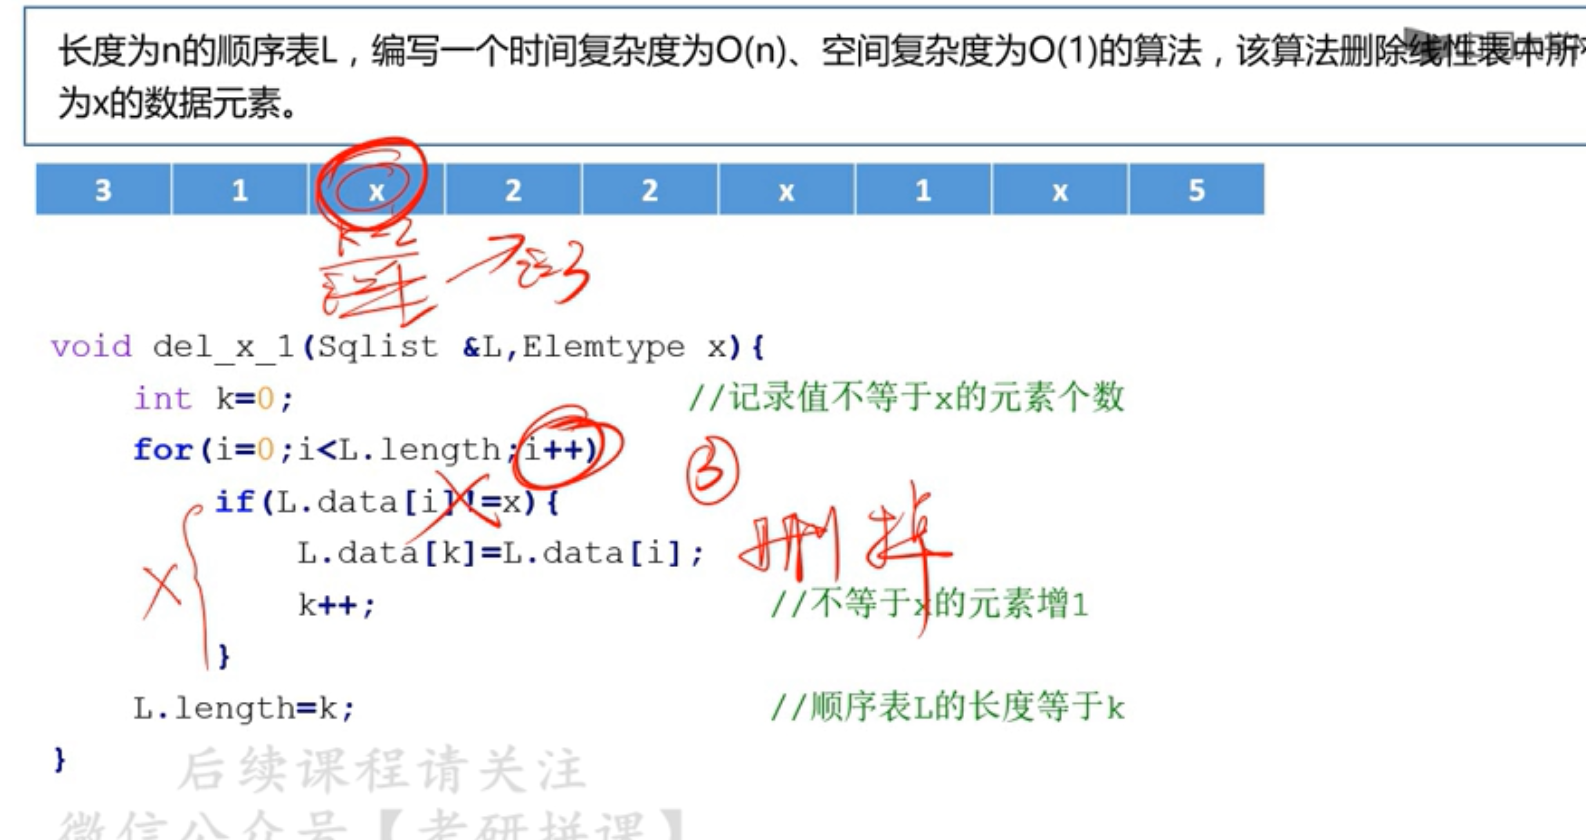 长度为n的顺序表L，编写一个时间复杂度为O(n)、空间复杂度为O(1)的算法，该算法删除线性表中所
为x的数据元素。
3 1 x 2 2 x 1 x 5
k=2
i=3
void del_x_1(Sqlist &L,Elemtype x){
int k=0; //记录值不等于x的元素个数
for(i=0;i<L.length;i++)
③
if(L.data[i]!=x){
L.data[k]=L.data[i];
删掉
k++; //不等于x的元素增1
}
L.length=k; //顺序表L的长度等于k
}
后续课程请关注
微信公众号【考研拼课】